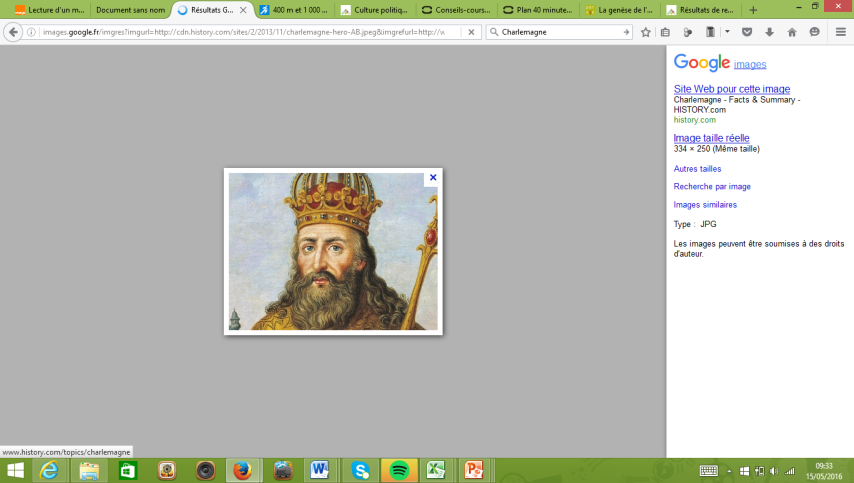 Lecture d'un m...
Document sans nom
Résultats G...
400 m et 1 000 ...
Culture politiq...
Conseils-cours...
Plan 40 minute...
La genèse de l'...
Résultats de re...
images.google.fr/imgres?imgurl=http://cdn.history.com/sites/2/2013/11/charlemagne-hero-AB.jpeg&imgrefurl=http://w
Charlemagne
Google images
Site Web pour cette image
Charlemagne - Facts & Summary -
HISTORY.com
history.com
Image taille réelle
334 × 250 (Même taille)
Autres tailles
Recherche par image
Images similaires
Type : JPG
Les images peuvent être soumises à des droits
d'auteur.
www.history.com/topics/charlemagne
09:33
15/05/2016